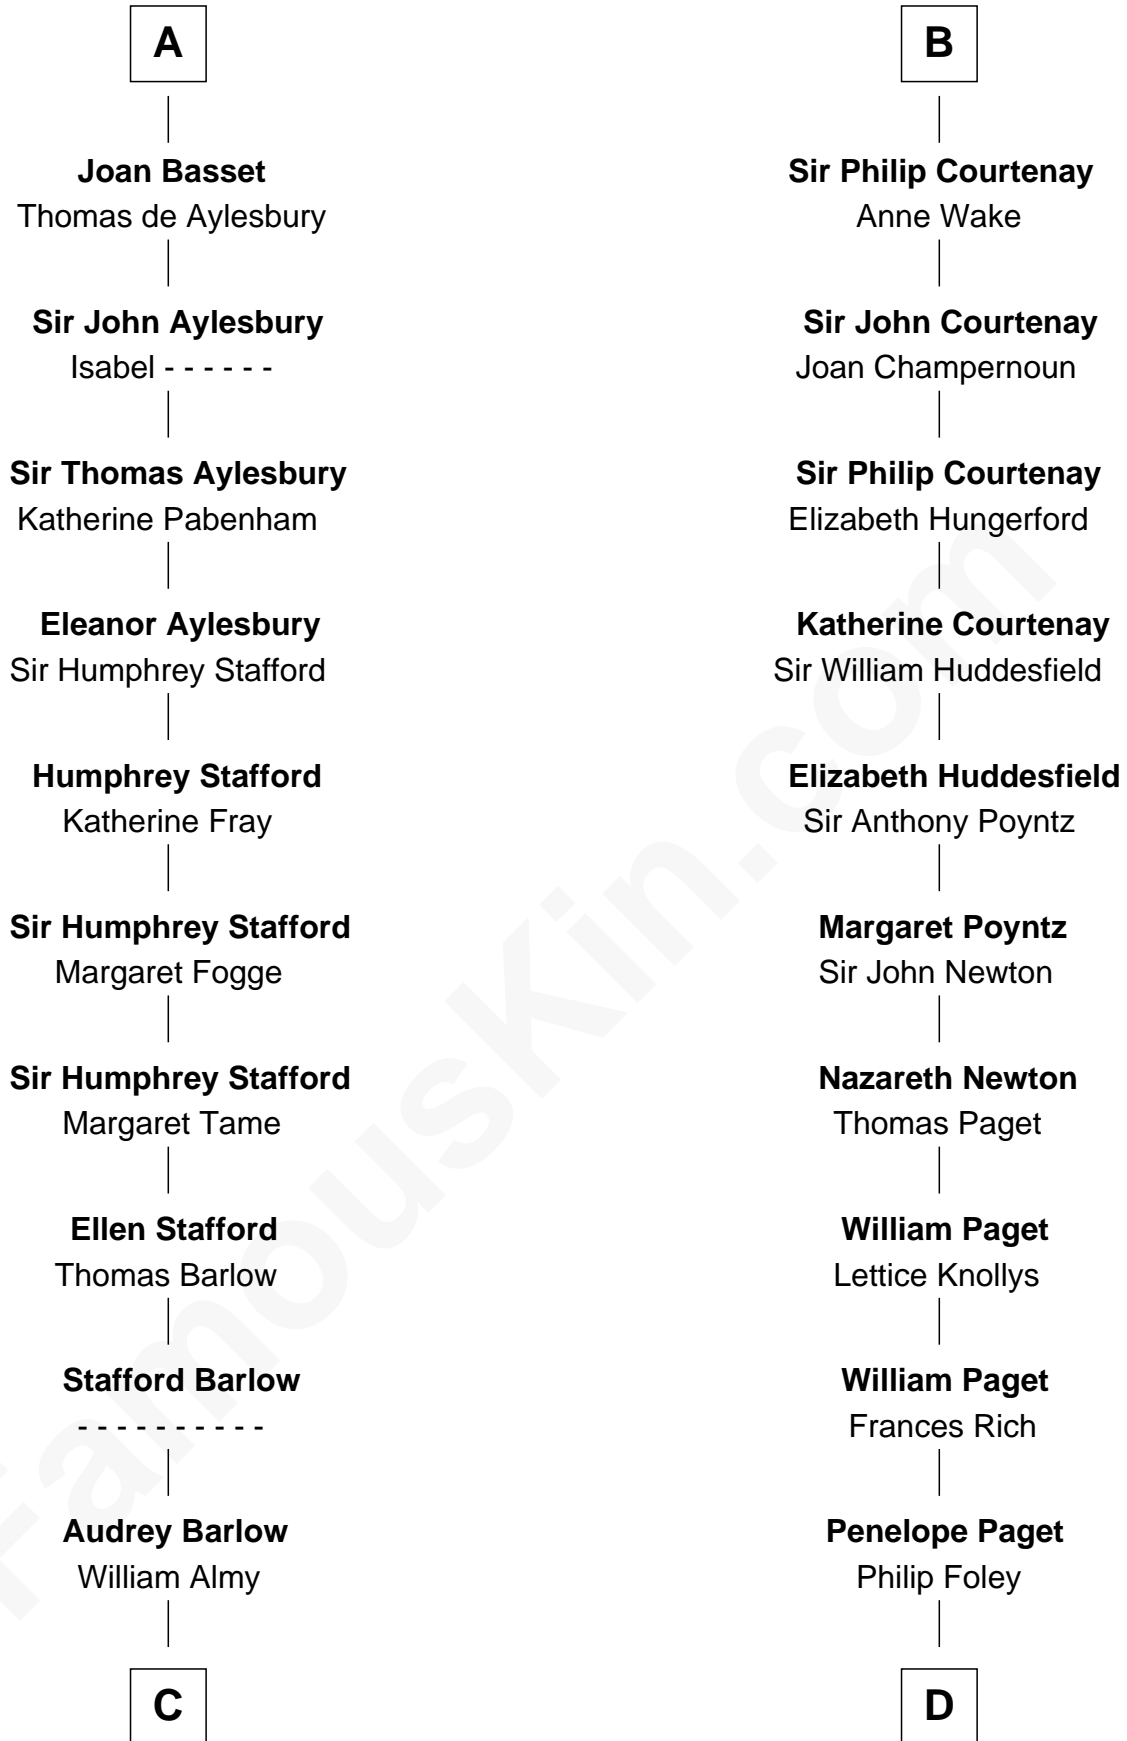 A
Joan Basset
Thomas de Aylesbury
Sir John Aylesbury
Isabel - - - - - -
Sir Thomas Aylesbury
Katherine Pabenham
Eleanor Aylesbury
Sir Humphrey Stafford
Humphrey Stafford
Katherine Fray
Sir Humphrey Stafford
Margaret Fogge
Sir Humphrey Stafford
Margaret Tame
Ellen Stafford
Thomas Barlow
Stafford Barlow
- - - - - - - - - -
Audrey Barlow
William Almy
C
B
Sir Philip Courtenay
Anne Wake
Sir John Courtenay
Joan Champernoun
Sir Philip Courtenay
Elizabeth Hungerford
Katherine Courtenay
Sir William Huddesfield
Elizabeth Huddesfield
Sir Anthony Poyntz
Margaret Poyntz
Sir John Newton
Nazareth Newton
Thomas Paget
William Paget
Lettice Knollys
William Paget
Frances Rich
Penelope Paget
Philip Foley
D
FamousKin.com